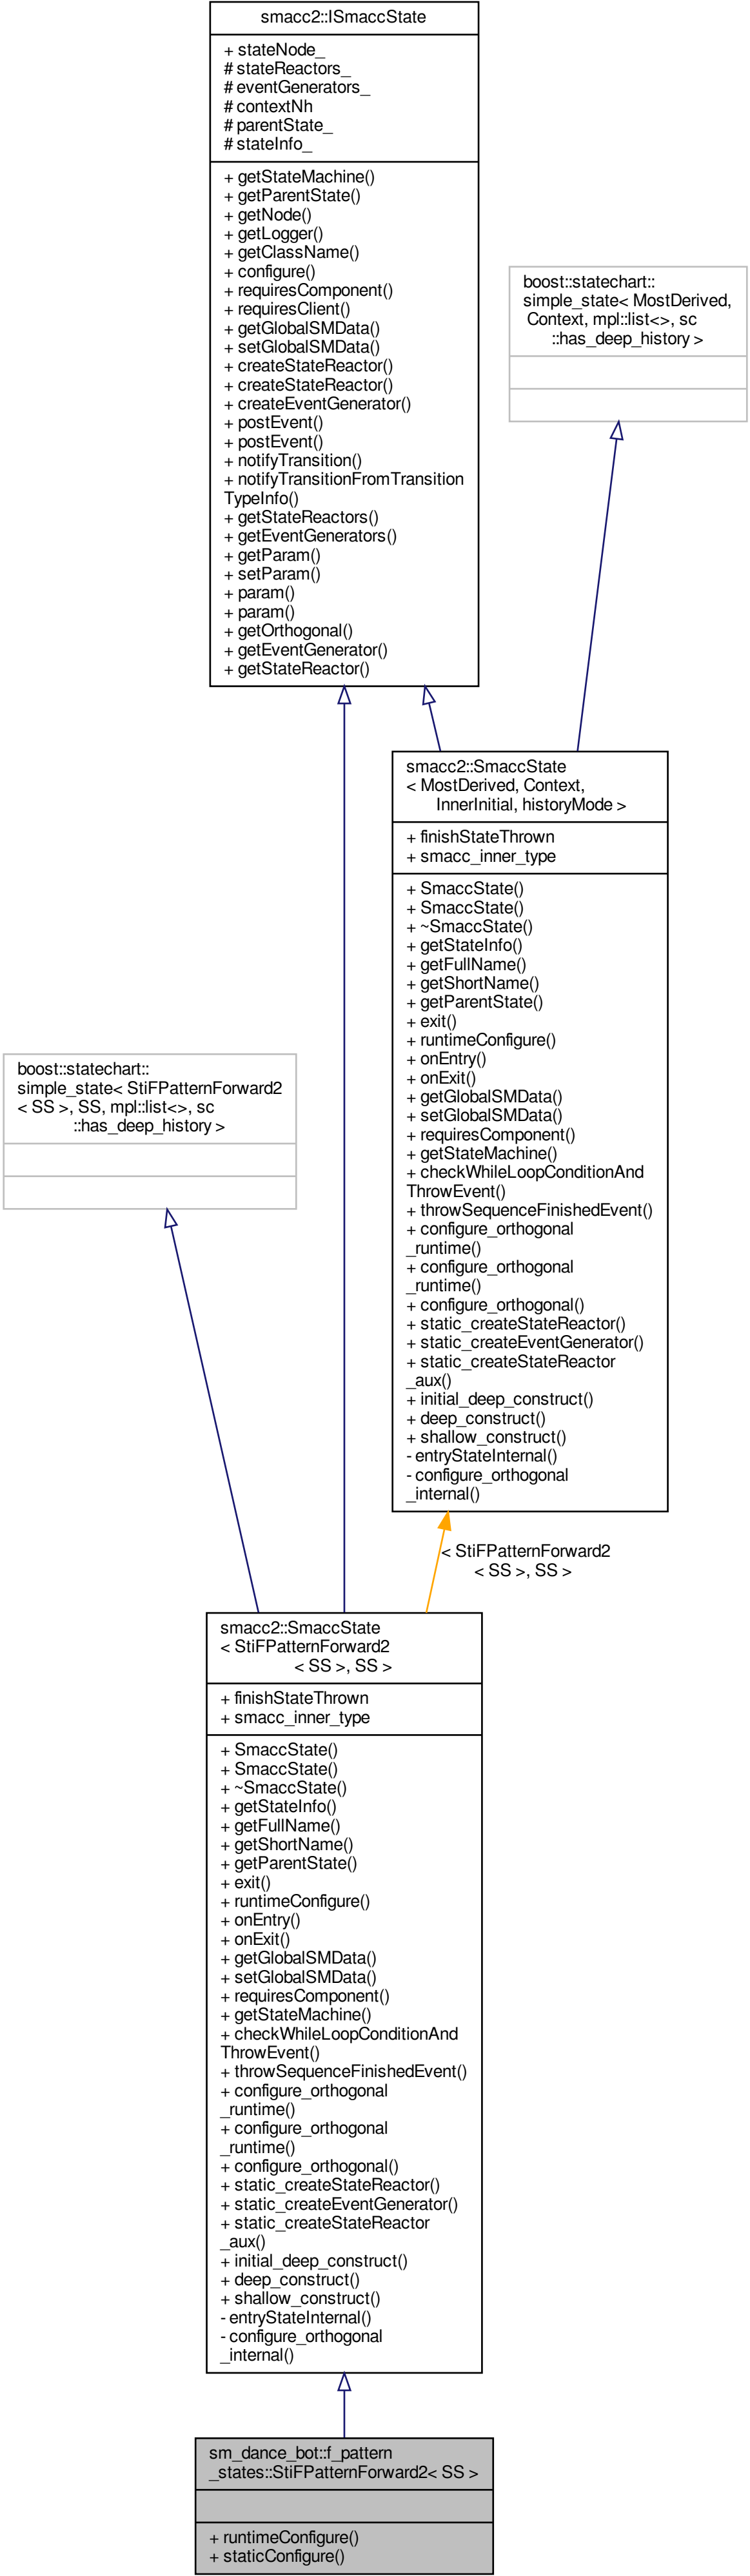 smacc2::ISmaccState
+ stateNode_
# stateReactors_
# eventGenerators_
# contextNh
# parentState_
# stateInfo_
+ getStateMachine()
+ getParentState()
+ getNode()
+ getLogger()
+ getClassName()
+ configure()
+ requiresComponent()
+ requiresClient()
+ getGlobalSMData()
+ setGlobalSMData()
+ createStateReactor()
+ createStateReactor()
+ createEventGenerator()
+ postEvent()
+ postEvent()
+ notifyTransition()
+ notifyTransitionFromTransition
TypeInfo()
+ getStateReactors()
+ getEventGenerators()
+ getParam()
+ setParam()
+ param()
+ param()
+ getOrthogonal()
+ getEventGenerator()
+ getStateReactor()
boost::statechart::
simple_state< MostDerived,
Context, mpl::list<>, sc
::has_deep_history >
smacc2::SmaccState
< MostDerived, Context,
InnerInitial, historyMode >
+ finishStateThrown
+ smacc_inner_type
+ SmaccState()
+ SmaccState()
+ ~SmaccState()
+ getStateInfo()
+ getFullName()
+ getShortName()
+ getParentState()
+ exit()
+ runtimeConfigure()
+ onEntry()
+ onExit()
+ getGlobalSMData()
+ setGlobalSMData()
+ requiresComponent()
+ getStateMachine()
+ checkWhileLoopConditionAnd
ThrowEvent()
+ throwSequenceFinishedEvent()
+ configure_orthogonal
_runtime()
+ configure_orthogonal
_runtime()
+ configure_orthogonal()
+ static_createStateReactor()
+ static_createEventGenerator()
+ static_createStateReactor
_aux()
+ initial_deep_construct()
+ deep_construct()
+ shallow_construct()
- entryStateInternal()
- configure_orthogonal
_internal()
boost::statechart::
simple_state< StiFPatternForward2
< SS >, SS, mpl::list<>, sc
::has_deep_history >
< StiFPatternForward2
< SS >, SS >
smacc2::SmaccState
< StiFPatternForward2
< SS >, SS >
+ finishStateThrown
+ smacc_inner_type
+ SmaccState()
+ SmaccState()
+ ~SmaccState()
+ getStateInfo()
+ getFullName()
+ getShortName()
+ getParentState()
+ exit()
+ runtimeConfigure()
+ onEntry()
+ onExit()
+ getGlobalSMData()
+ setGlobalSMData()
+ requiresComponent()
+ getStateMachine()
+ checkWhileLoopConditionAnd
ThrowEvent()
+ throwSequenceFinishedEvent()
+ configure_orthogonal
_runtime()
+ configure_orthogonal
_runtime()
+ configure_orthogonal()
+ static_createStateReactor()
+ static_createEventGenerator()
+ static_createStateReactor
_aux()
+ initial_deep_construct()
+ deep_construct()
+ shallow_construct()
- entryStateInternal()
- configure_orthogonal
_internal()
sm_dance_bot::f_pattern
_states::StiFPatternForward2< SS >
+ runtimeConfigure()
+ staticConfigure()